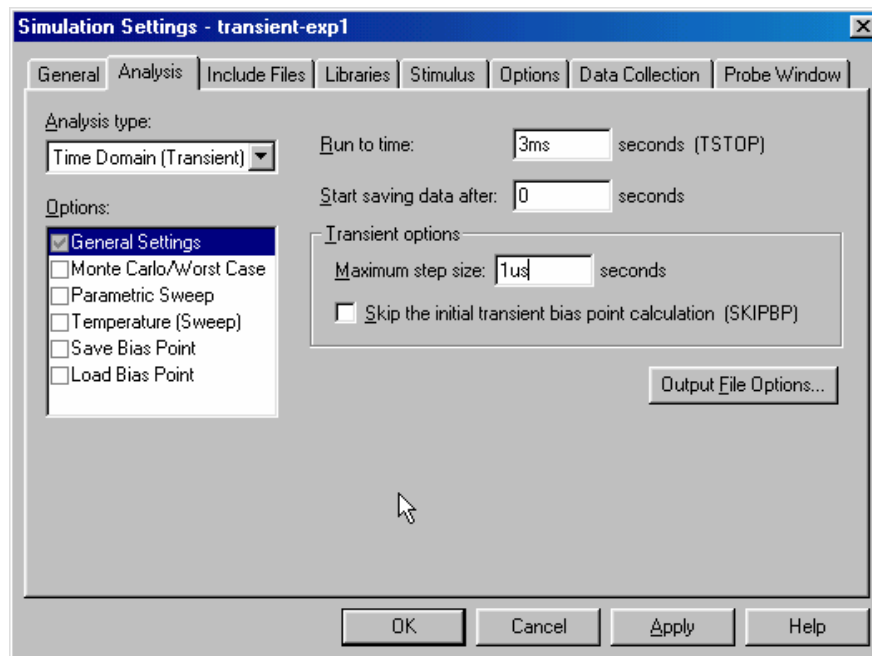 Simulation Settings - transient-exp1
General Analysis Include Files Libraries Stimulus Options Data Collection Probe Window
Analysis type:
Time Domain (Transient)
Options:
General Settings
Monte Carlo/Worst Case
Parametric Sweep
Temperature (Sweep)
Save Bias Point
Load Bias Point
Run to time: 3ms seconds (TSTOP)
Start saving data after: 0 seconds
Transient options
Maximum step size: 1us seconds
Skip the initial transient bias point calculation (SKIPBP)
Output File Options...
OK Cancel Apply Help